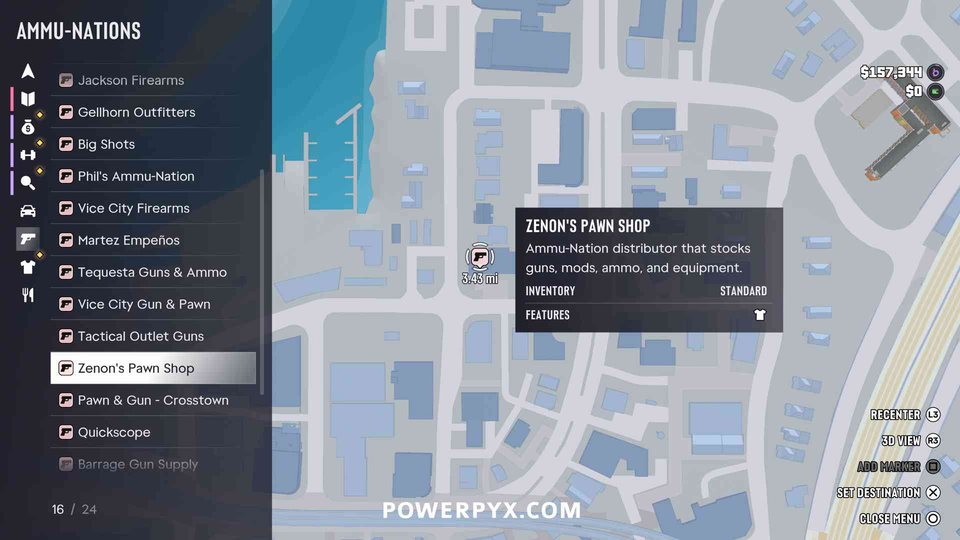 AMMU-NATIONS
Jackson Firearms
Gellhorn Outfitters
Big Shots
Phil's Ammu-Nation
Vice City Firearms
Martez Empeños
Tequesta Guns & Ammo
Vice City Gun & Pawn
Tactical Outlet Guns
Zenon's Pawn Shop
Pawn & Gun - Crosstown
Quickscope
Barrage Gun Supply
16 / 24
3.43 mi
ZENON'S PAWN SHOP
Ammu-Nation distributor that stocks
guns, mods, ammo, and equipment.
INVENTORY STANDARD
FEATURES
$157,344
$0
RECENTER L3
3D VIEW R3
ADD MARKER
SET DESTINATION
CLOSE MENU
POWERPYX.COM